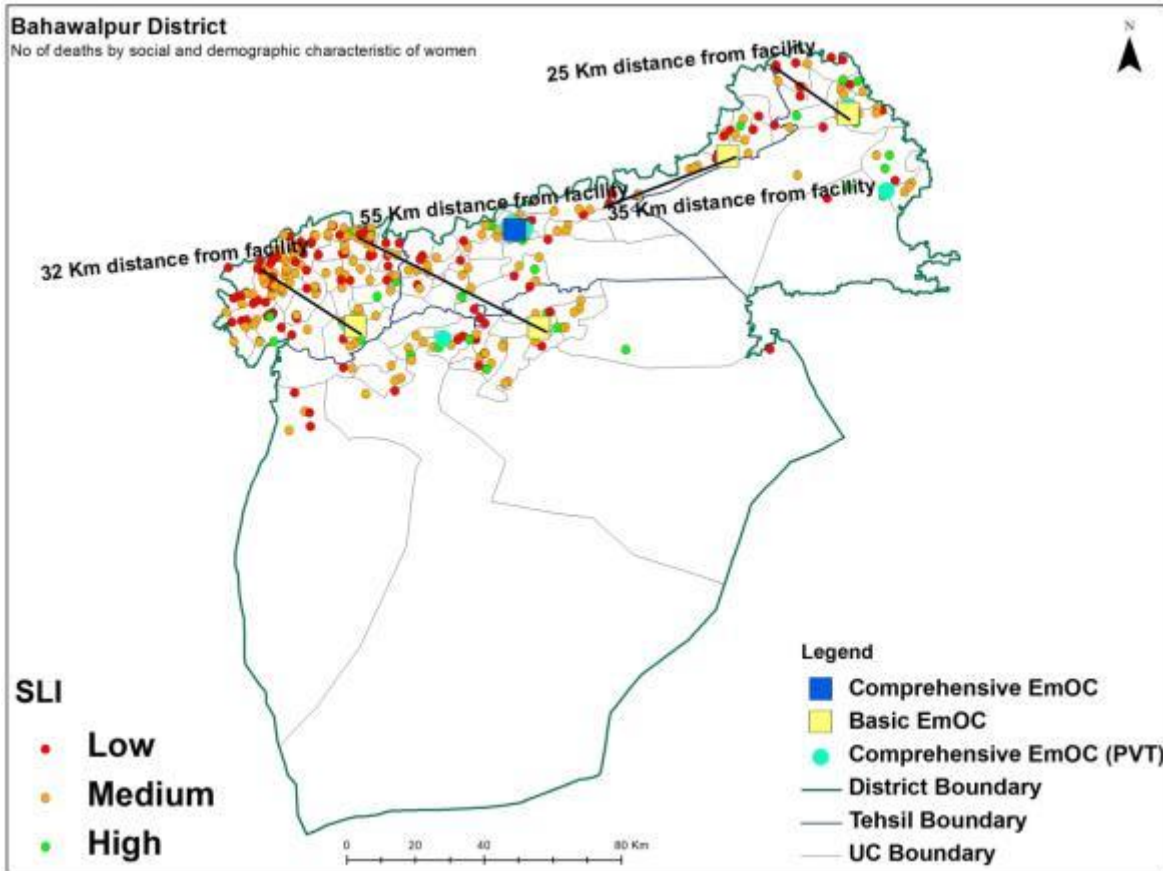 Bahawalpur District
No of deaths by social and demographic characteristic of women
N
25 Km distance from facility
55 Km distance from facility
35 Km distance from facility
32 Km distance from facility
SLI
Low
Medium
High
0 20 40 80 Km
Legend
Comprehensive EmOC
Basic EmOC
Comprehensive EmOC (PVT)
District Boundary
Tehsil Boundary
UC Boundary